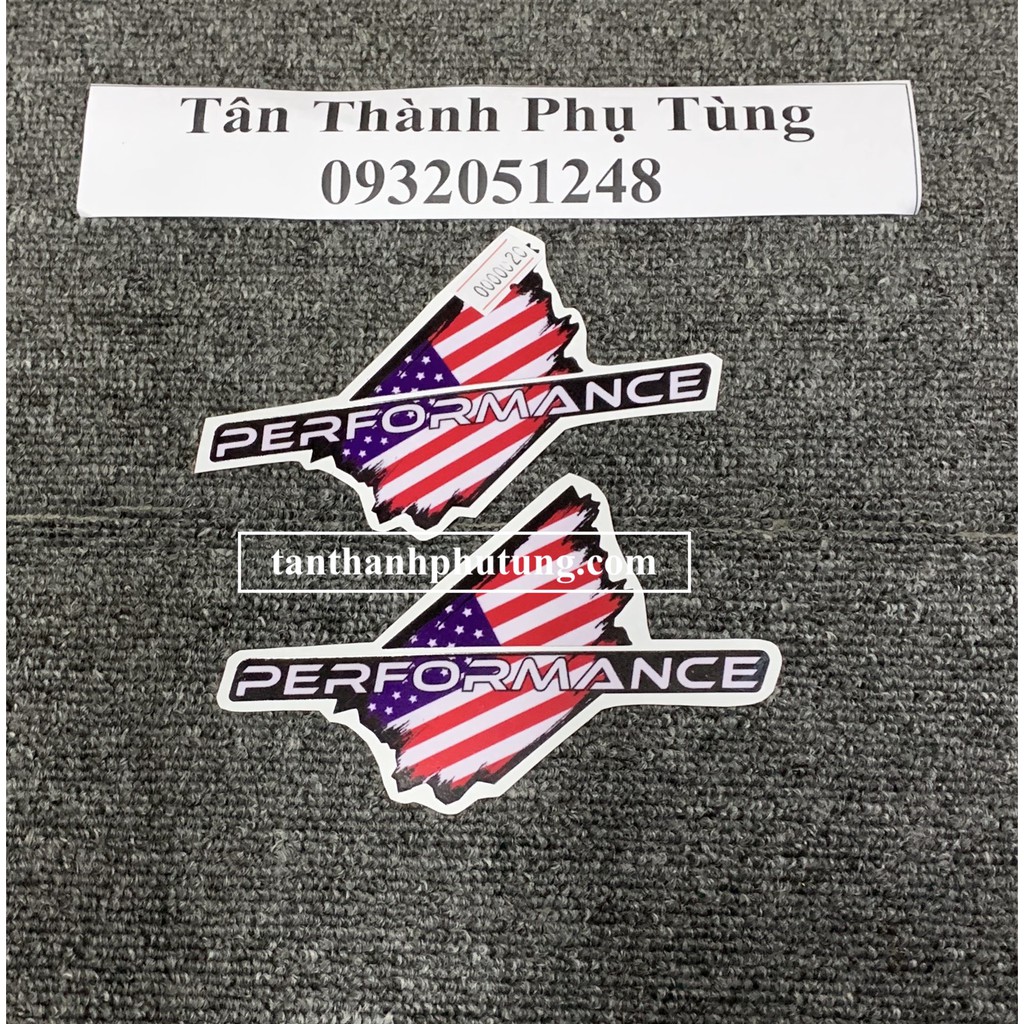 Tân Thành Phụ Tùng
0932051248
PERFORMANCE
tanthanhphutung.com
PERFORMANCE